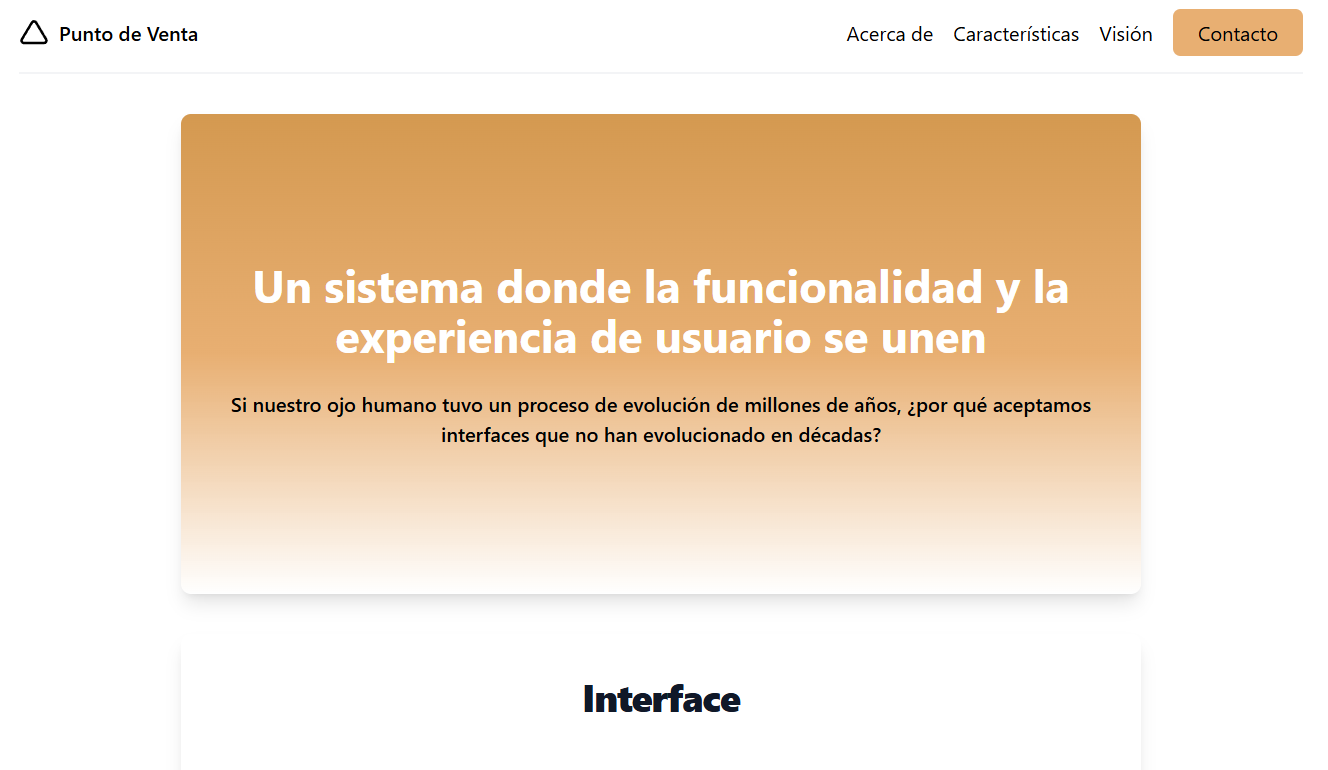 Punto de Venta
Acerca de
Características
Visión
Contacto
Un sistema donde la funcionalidad y la
experiencia de usuario se unen
Si nuestro ojo humano tuvo un proceso de evolución de millones de años, ¿por qué aceptamos
interfaces que no han evolucionado en décadas?
Interface